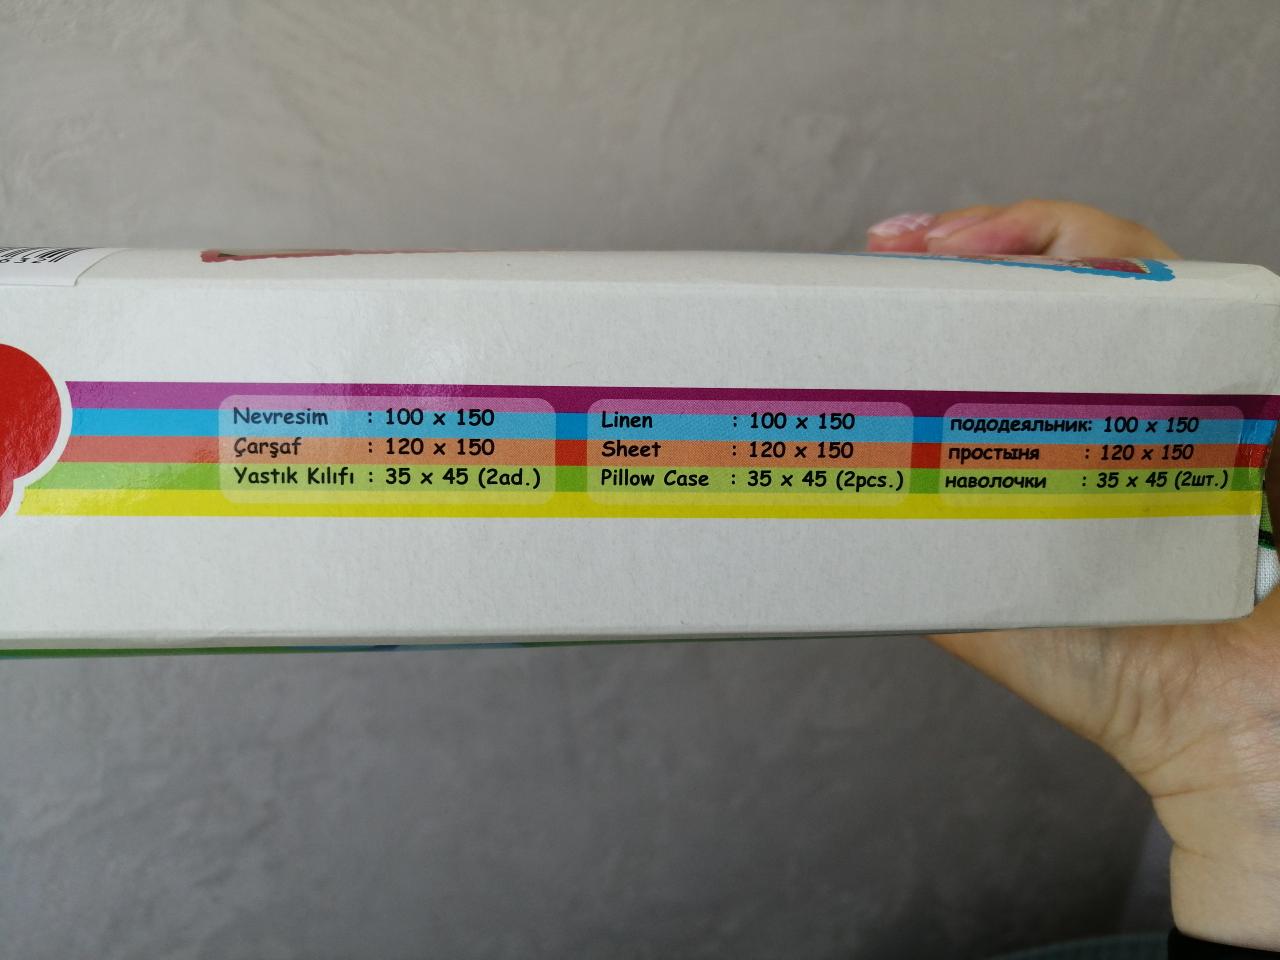 Nevresim : 100 x 150
Çarşaf : 120 x 150
Yastık Kılıfı : 35 x 45 (2ad.)
Linen : 100 x 150
Sheet : 120 x 150
Pillow Case : 35 x 45 (2pcs.)
пододеяльник: 100 x 150
простыня : 120 x 150
наволочки : 35 x 45 (2шт.)